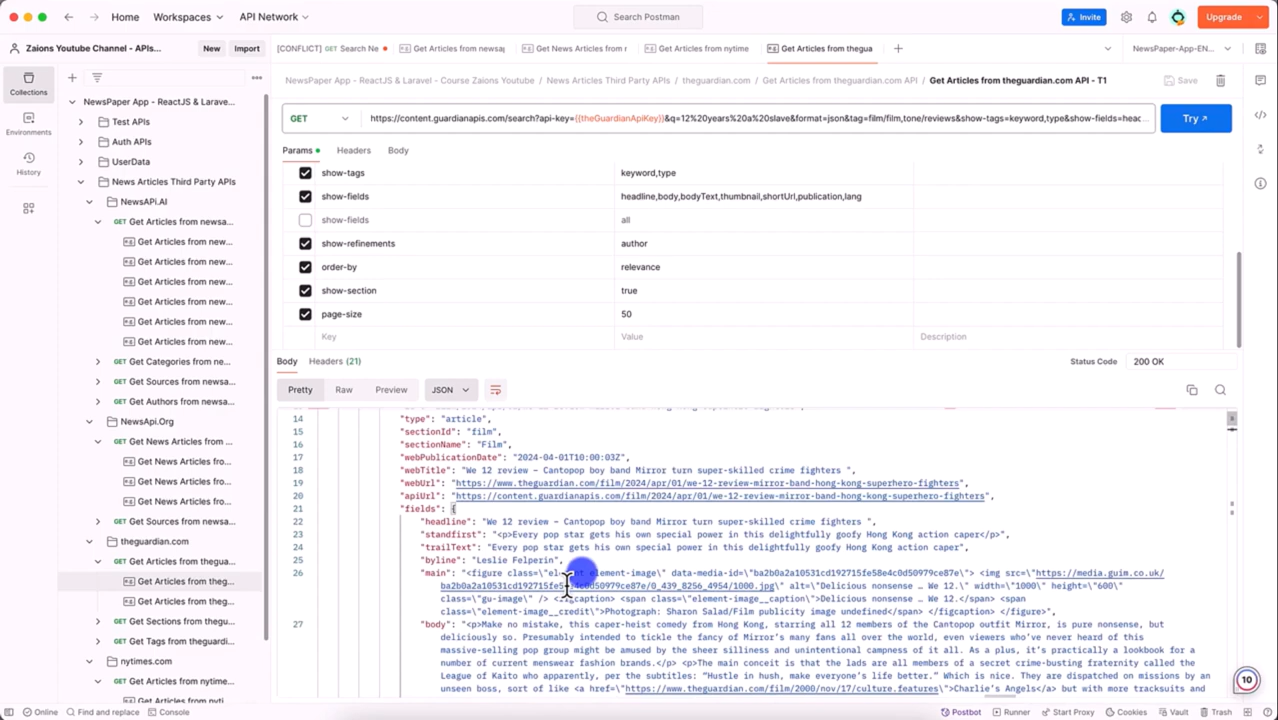 Home Workspaces API Network Search Postman Invite Upgrade
Zaions Youtube Channel - APIs... New Import [CONFLICT] GET Search Ne Get Articles from newsap Get News Articles from r Get Articles from nytime Get Articles from thegua NewsPaper-App-EN...
Collections
Environments
History
NewsPaper App - ReactJS & Larave...
Test APIs
Auth APIs
UserData
News Articles Third Party APIs
NewsAPi.AI
GET Get Articles from newsa...
Get Articles from new...
Get Articles from new...
Get Articles from new...
Get Articles from new...
Get Articles from new...
Get Articles from new...
GET Get Categories from ne...
GET Get Sources from newsa...
GET Get Authors from newsa...
NewsApi.Org
GET Get News Articles from ...
Get News Articles fro...
Get News Articles fro...
Get News Articles fro...
GET Get Sources from newsa...
theguardian.com
GET Get Articles from thegua...
Get Articles from theg...
Get Articles from theg...
GET Get Sections from thegu...
GET Get Tags from theguardi...
nytimes.com
GET Get Articles from nytime...
Get Articles from nyti...
NewsPaper App - ReactJS & Laravel - Course Zaions Youtube / News Articles Third Party APIs / theguardian.com / Get Articles from theguardian.com API / Get Articles from theguardian.com API - T1 Save
GET https://content.guardianapis.com/search?api-key={{theGuardianApiKey}}&q=12%20years%20a%20slave&format=json&tag=film/film,tone/reviews&show-tags=keyword,type&show-fields=headl... Try
Params Headers Body
show-tags keyword,type
show-fields headline,body,bodyText,thumbnail,shortUrl,publication,lang
show-fields all
show-refinements author
order-by relevance
show-section true
page-size 50
Key Value Description
Body Headers (21) Status Code 200 OK
Pretty Raw Preview JSON
14 "type": "article",
15 "sectionId": "film",
16 "sectionName": "Film",
17 "webPublicationDate": "2024-04-01T10:00:03Z",
18 "webTitle": "We 12 review – Cantopop boy band Mirror turn super-skilled crime fighters ",
19 "webUrl": "https://www.theguardian.com/film/2024/apr/01/we-12-review-mirror-band-hong-kong-superhero-fighters",
20 "apiUrl": "https://content.guardianapis.com/film/2024/apr/01/we-12-review-mirror-band-hong-kong-superhero-fighters",
21 "fields": {
22 "headline": "We 12 review – Cantopop boy band Mirror turn super-skilled crime fighters ",
23 "standfirst": "<p>Every pop star gets his own special power in this delightfully goofy Hong Kong action caper</p>",
24 "trailText": "Every pop star gets his own special power in this delightfully goofy Hong Kong action caper",
25 "byline": "Leslie Felperin",
26 "main": "<figure class=\"element element-image\" data-media-id=\"ba2b0a2a10531cd192715fe58e4c0d50979ce87e\"> <img src=\"https://media.guim.co.uk/
ba2b0a2a10531cd192715fe58e4c0d50979ce87e/0_439_8256_4954/1000.jpg\" alt=\"Delicious nonsense … We 12.\" width=\"1000\" height=\"600\"
class=\"gu-image\" /> <figcaption> <span class=\"element-image__caption\">Delicious nonsense … We 12.</span> <span
class=\"element-image__credit\">Photograph: Sharon Salad/Film publicity image undefined</span> </figcaption> </figure>",
27 "body": "<p>Make no mistake, this caper-heist comedy from Hong Kong, starring all 12 members of the Cantopop outfit Mirror, is pure nonsense, but
deliciously so. Presumably intended to tickle the fancy of Mirror’s many fans all over the world, even viewers who’ve never heard of this
massive-selling pop group might be amused by the sheer silliness and unintentional campness of it all. As a plus, it’s practically a lookbook for a
number of current menswear fashion brands.</p> <p>The main conceit is that the lads are all members of a secret crime-busting fraternity called the
League of Kaito who apparently, per the subtitles: “Hustle in hush, make everyone’s life better.” Which is nice. They are dispatched on missions by an
unseen boss, sort of like <a href=\"https://www.theguardian.com/film/2000/nov/17/culture.features\">Charlie’s Angels</a> but with more tracksuits and
10
Online Find and replace Console Postbot Runner Start Proxy Cookies Vault Trash